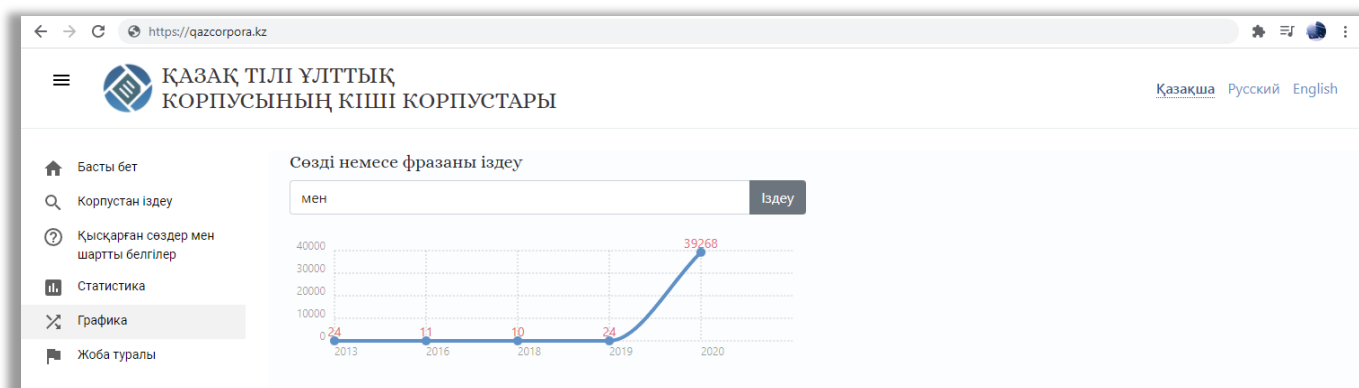 https://qazcorpora.kz
ҚАЗАҚ ТІЛІ ҰЛТТЫҚ
КОРПУСЫНЫҢ КІШІ КОРПУСТАРЫ
Қазақша Русский English
Басты бет
Корпустан іздеу
Қысқарған сөздер мен
шартты белгілер
Статистика
Графика
Жоба туралы
Сөзді немесе фразаны іздеу
мен Іздеу
40000
30000
20000
10000
0
24 11 10 24 39268
2013 2016 2018 2019 2020